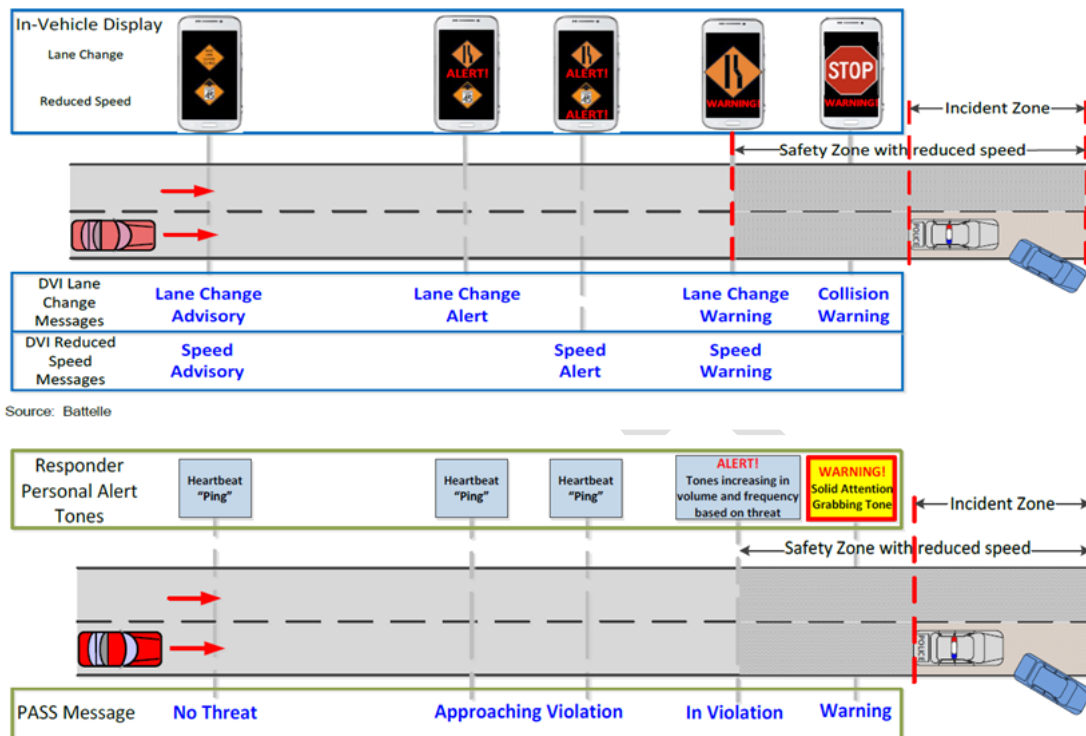 In-Vehicle Display
Lane Change
Reduced Speed
ALERT!
ALERT!
ALERT!
WARNING!
STOP
WARNING!
Incident Zone
Safety Zone with reduced speed
POLICE
DVI Lane
Change
Messages
Lane Change
Advisory
Lane Change
Alert
Lane Change
Warning
Collision
Warning
DVI Reduced
Speed
Messages
Speed
Advisory
Speed
Alert
Speed
Warning
Source: Battelle
Responder
Personal Alert
Tones
Heartbeat
"Ping"
Heartbeat
"Ping"
Heartbeat
"Ping"
ALERT!
Tones increasing in
volume and frequency
based on threat
WARNING!
Solid Attention
Grabbing Tone
Incident Zone
Safety Zone with reduced speed
POLICE
PASS Message
No Threat
Approaching Violation
In Violation
Warning